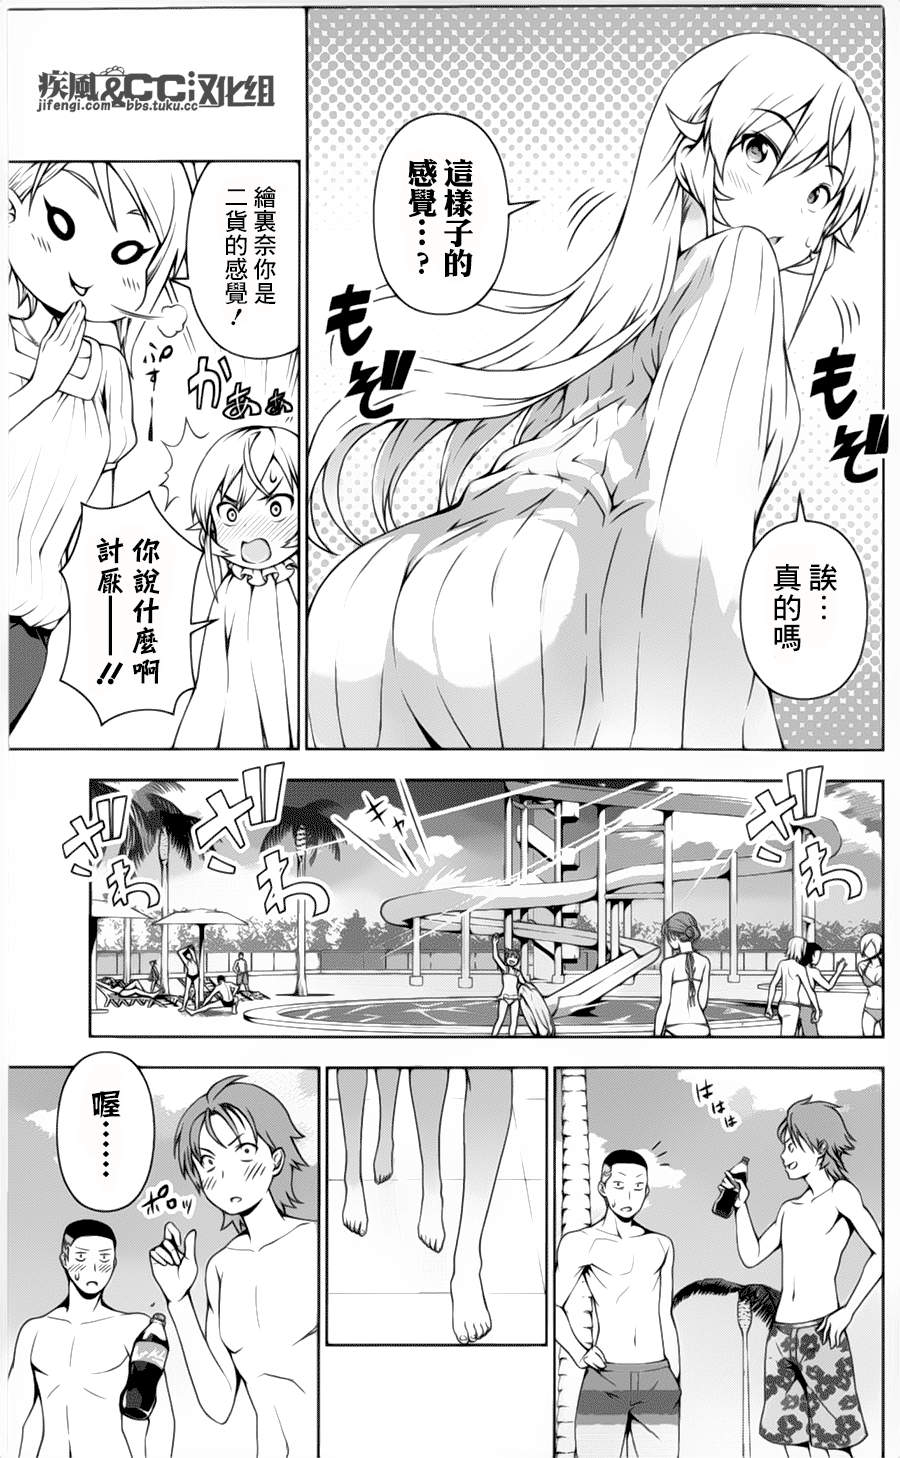 這樣子的
感覺…?
もぞ
もぞ
誒…
真的嗎
疾風&CC汉化组
jifengi.com bbs.tuku.cc
繪裏奈你是
二貨的感覺!
ぷす
かぁぁ
你說什麼啊
討厭——!!
ざわ
ざわ
ざわ
ははは
喔……
ポロッ